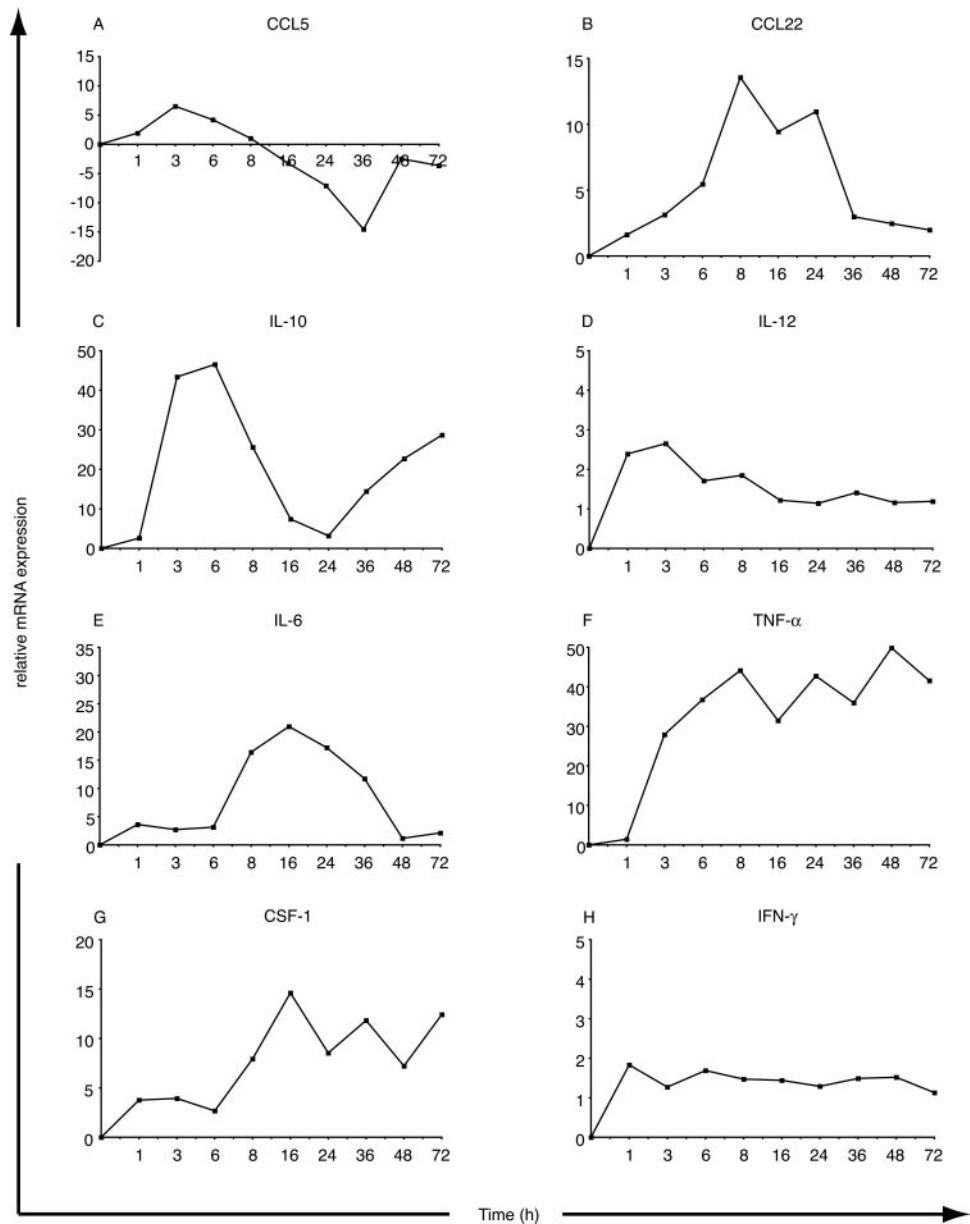 A CCL5
15
10
5
0
-5
-10
-15
-20
1 3 6 8 16 24 36 48 72
B CCL22
15
10
5
0
1 3 6 8 16 24 36 48 72
C IL-10
50
40
30
20
10
0
1 3 6 8 16 24 36 48 72
D IL-12
5
4
3
2
1
0
1 3 6 8 16 24 36 48 72
relative mRNA expression
E IL-6
35
30
25
20
15
10
5
0
1 3 6 8 16 24 36 48 72
F TNF-α
50
40
30
20
10
0
1 3 6 8 16 24 36 48 72
G CSF-1
20
15
10
5
0
1 3 6 8 16 24 36 48 72
H IFN-γ
5
4
3
2
1
0
1 3 6 8 16 24 36 48 72
Time (h)